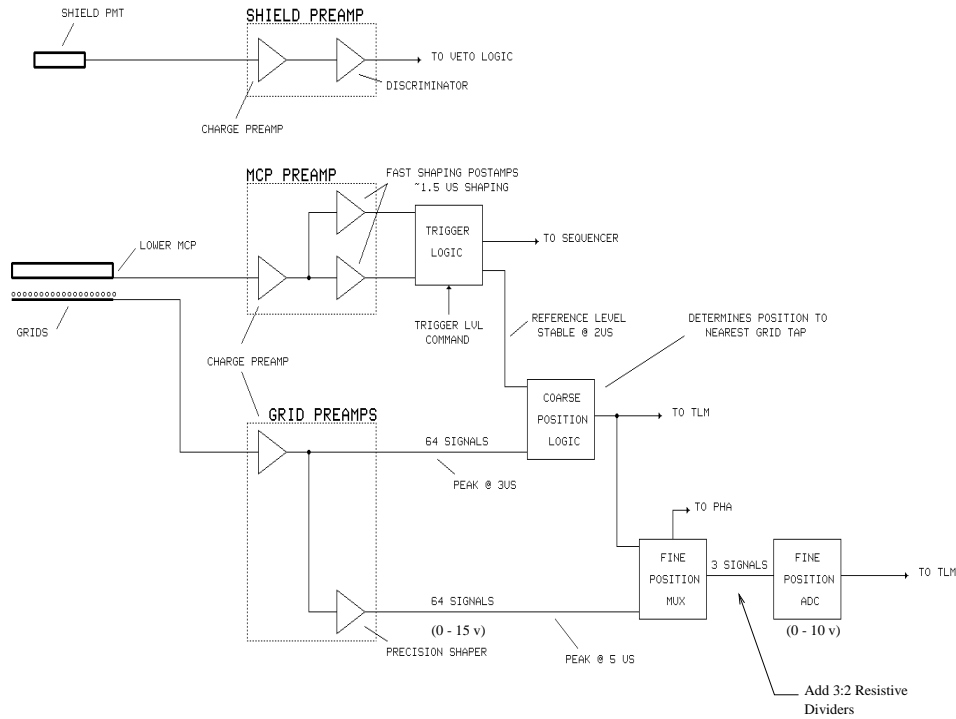 SHIELD PMT
SHIELD PREAMP
TO VETO LOGIC
DISCRIMINATOR
CHARGE PREAMP
MCP PREAMP
FAST SHAPING POSTAMPS
~1.5 US SHAPING
TRIGGER
LOGIC
TO SEQUENCER
LOWER MCP
GRIDS
TRIGGER LVL
COMMAND
REFERENCE LEVEL
STABLE @ 2US
DETERMINES POSITION TO
NEAREST GRID TAP
CHARGE PREAMP
GRID PREAMPS
COARSE
POSITION
LOGIC
TO TLM
64 SIGNALS
PEAK @ 3US
TO PHA
FINE
POSITION
MUX
3 SIGNALS
FINE
POSITION
ADC
TO TLM
64 SIGNALS
(0 - 15 v)
(0 - 10 v)
PRECISION SHAPER
PEAK @ 5 US
Add 3:2 Resistive
Dividers